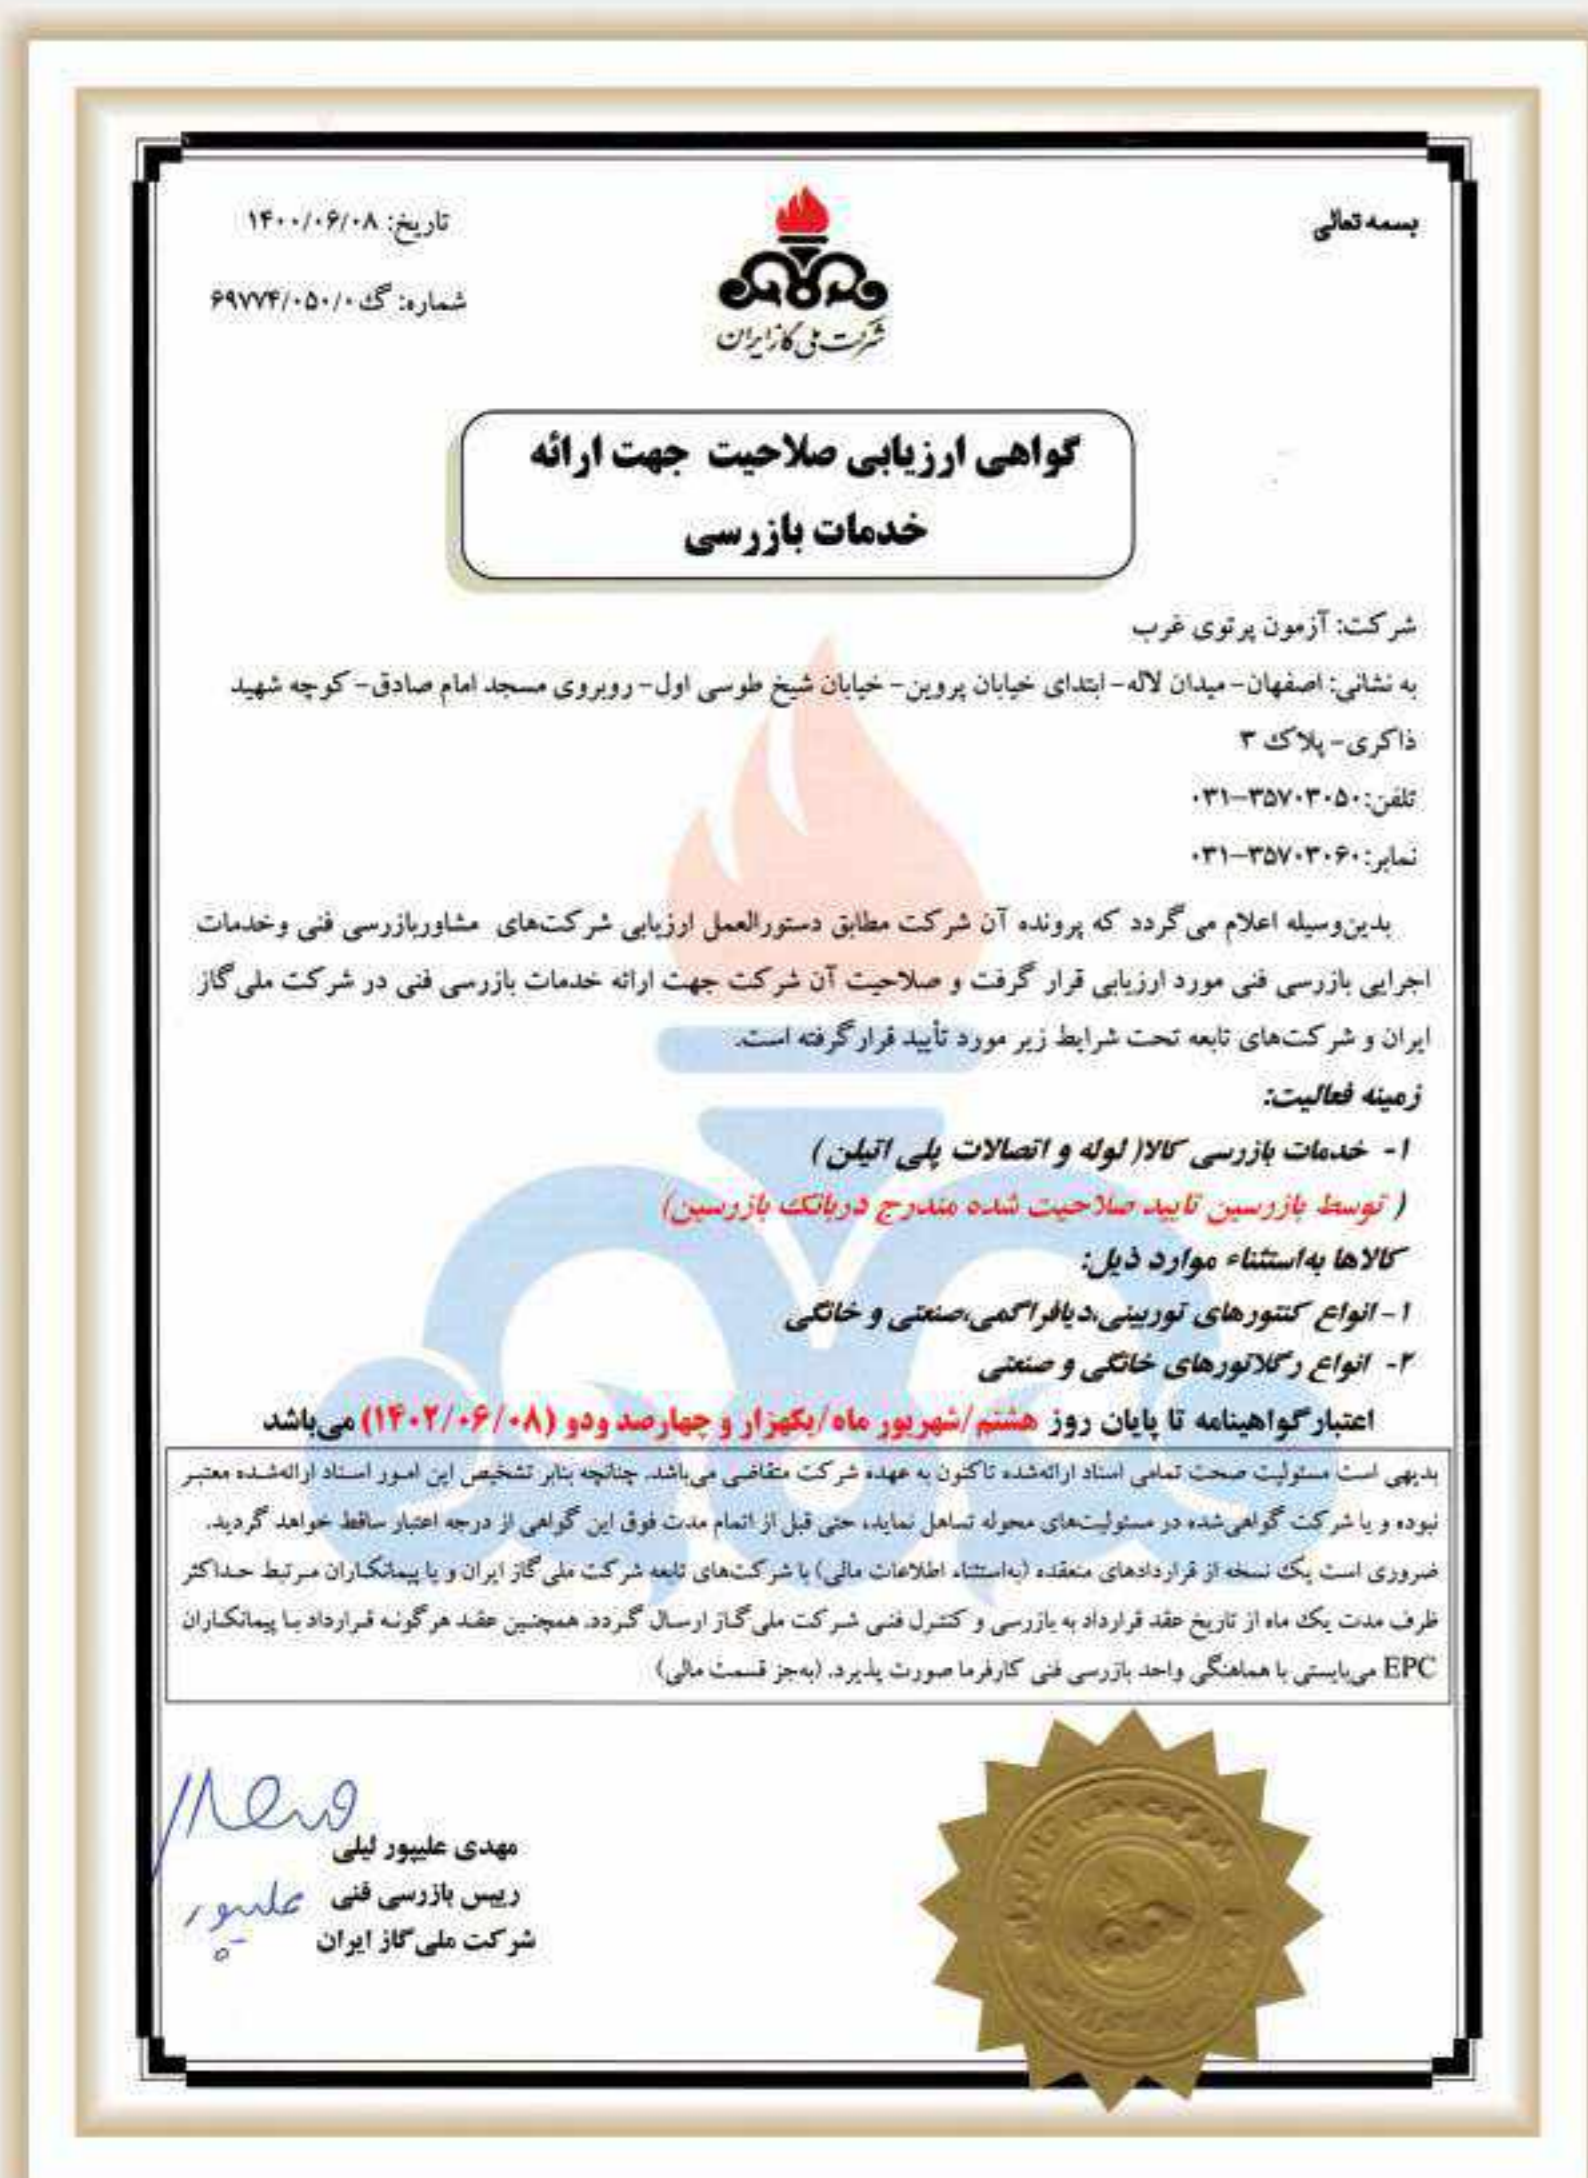 بسمه تعالی
تاریخ: ۱۴۰۰/۰۶/۰۸
شماره: گ۶۹۷۷۴/۰۵۰/۰
شرکت ملی گاز ایران
گواهی ارزیابی صلاحیت جهت ارائه
خدمات بازرسی
شرکت: آزمون پرتوی غرب
به نشانی: اصفهان- میدان لاله- ابتدای خیابان پروین- خیابان شیخ طوسی اول- روبروی مسجد امام صادق- کوچه شهید
ذاکری- پلاک ۳
تلفن: ۰۳۱-۳۵۷۰۳۰۵۰
نمابر: ۰۳۱-۳۵۷۰۳۰۶۰
بدین‌وسیله اعلام می‌گردد که پرونده آن شرکت مطابق دستورالعمل ارزیابی شرکت‌های مشاوربازرسی فنی وخدمات
اجرایی بازرسی فنی مورد ارزیابی قرار گرفت و صلاحیت آن شرکت جهت ارائه خدمات بازرسی فنی در شرکت ملی گاز
ایران و شرکت‌های تابعه تحت شرایط زیر مورد تأیید قرارگرفته است.
زمینه فعالیت:
۱- خدمات بازرسی کالا( لوله و اتصالات پلی اتیلن )
( توسط بازرسین تایید صلاحیت شده مندرج دربانک بازرسین)
کالاها به‌استثناء موارد ذیل:
۱- انواع کنتورهای توربینی،دیافراگمی،صنعتی و خانگی
۲- انواع رگلاتورهای خانگی و صنعتی
اعتبارگواهینامه تا پایان روز هشتم/شهریور ماه/یکهزار و چهارصد ودو (۱۴۰۲/۰۶/۰۸) می‌باشد
بدیهی است مسئولیت صحت تمامی اسناد ارائه‌شده تاکنون به عهده شرکت متقاضی می‌باشد. چنانچه بنابر تشخیص این امور اسناد ارائه‌شده معتبر
نبوده و یا شرکت گواهی‌شده در مسئولیت‌های محوله تساهل نماید، حتی قبل از اتمام مدت فوق این گواهی از درجه اعتبار ساقط خواهد گردید.
ضروری است یک نسخه از قراردادهای منعقده (به‌استثناء اطلاعات مالی) با شرکت‌های تابعه شرکت ملی گاز ایران و یا پیمانکاران مرتبط حداکثر
ظرف مدت یک ماه از تاریخ عقد قرارداد به بازرسی و کنترل فنی شرکت ملی گاز ارسال گردد. همچنین عقد هرگونه قرارداد با پیمانکاران
EPC می‌بایستی با هماهنگی واحد بازرسی فنی کارفرما صورت پذیرد. (به‌جز قسمت مالی)
مهدی علیپور لیلی
رییس بازرسی فنی
علیپور
شرکت ملی گاز ایران